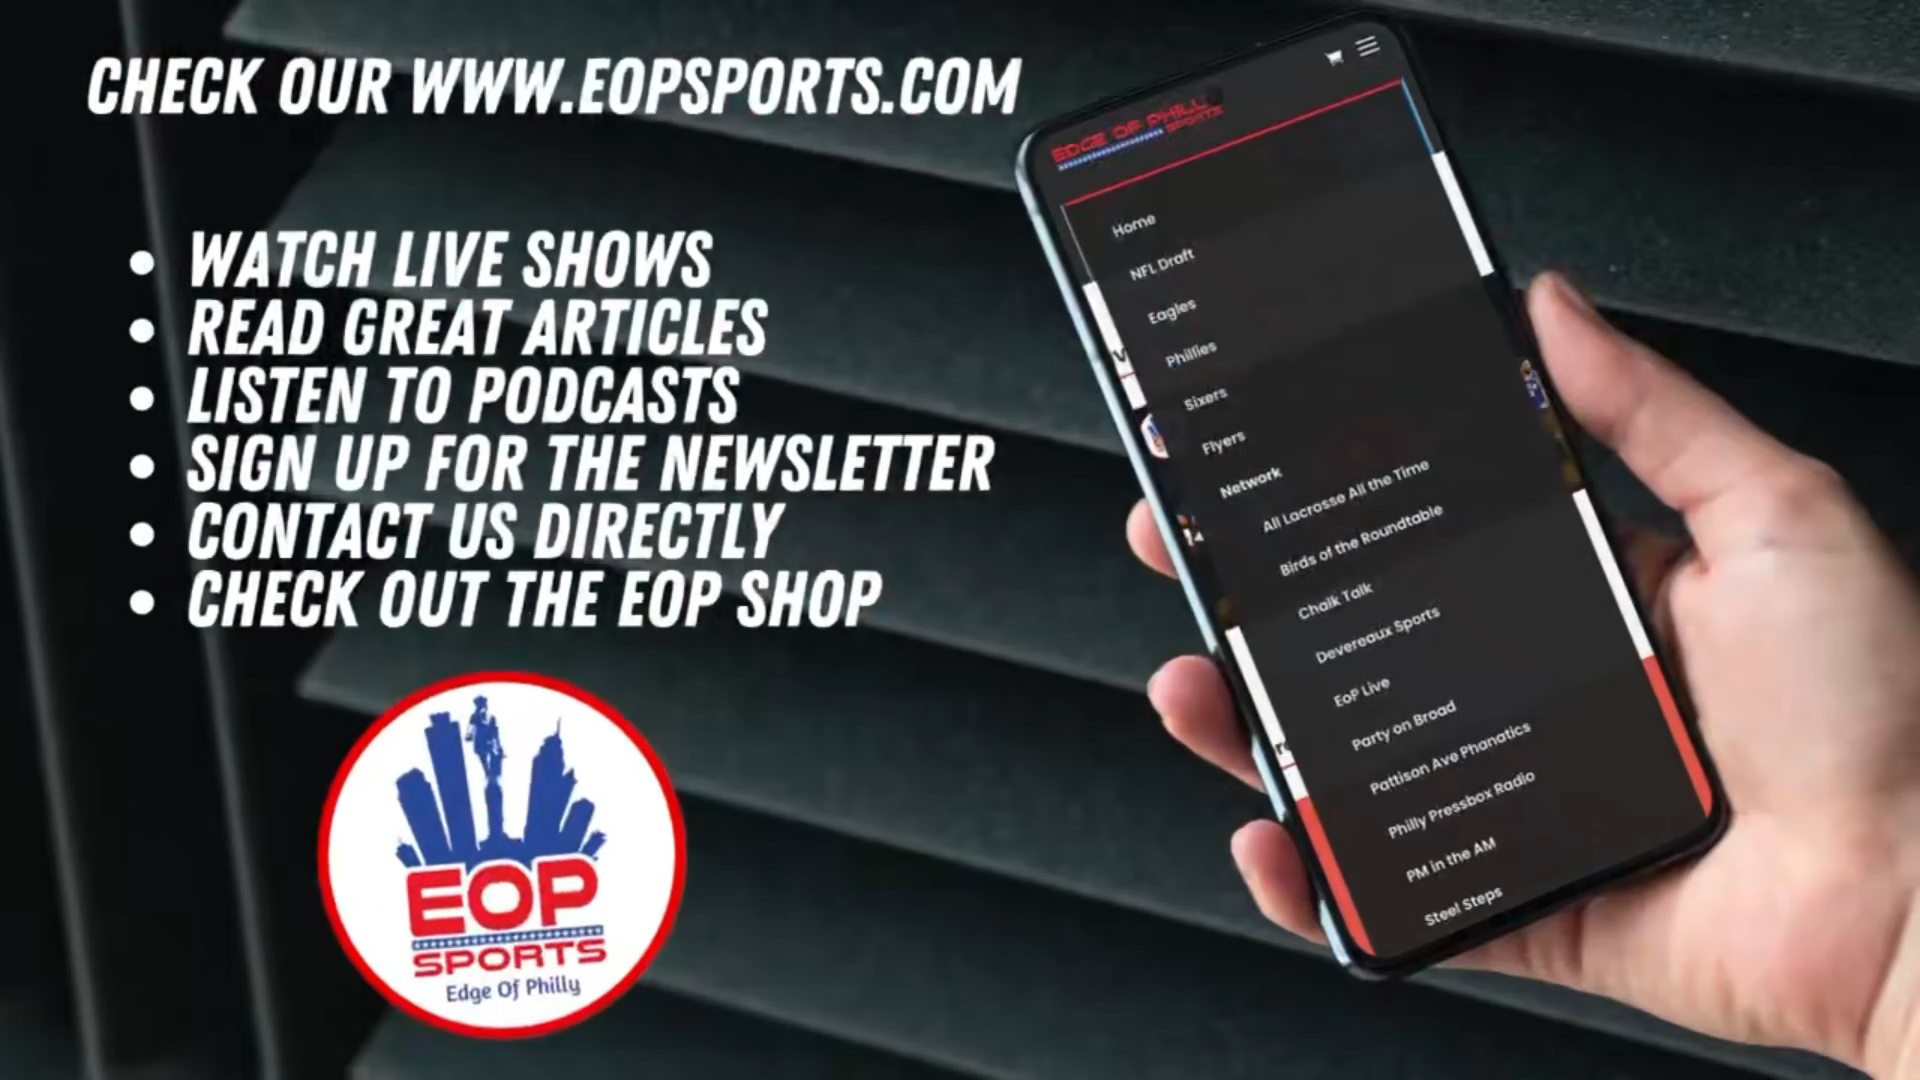 CHECK OUR WWW.EOPSPORTS.COM
• WATCH LIVE SHOWS
• READ GREAT ARTICLES
• LISTEN TO PODCASTS
• SIGN UP FOR THE NEWSLETTER
• CONTACT US DIRECTLY
• CHECK OUT THE EOP SHOP
EOP
SPORTS
Edge Of Philly
EDGE OF PHILLY
SPORTS
Home
NFL Draft
Eagles
Phillies
Sixers
Flyers
Network
All Lacrosse All the Time
Birds of the Roundtable
Chalk Talk
Devereaux Sports
EoP Live
Party on Broad
Pattison Ave Phanatics
Philly Pressbox Radio
PM in the AM
Steel Steps